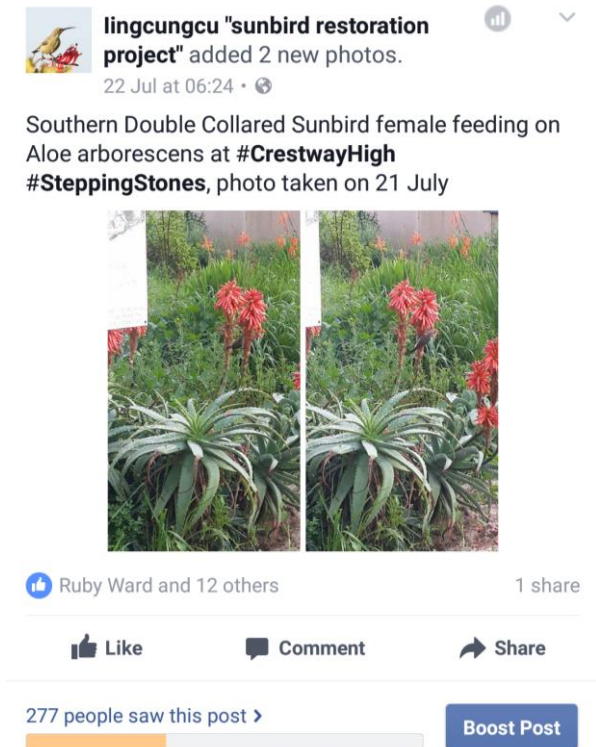 lingcungcu "sunbird restoration
project" added 2 new photos.
22 Jul at 06:24 •
Southern Double Collared Sunbird female feeding on
Aloe arborescens at #CrestwayHigh
#SteppingStones, photo taken on 21 July
Ruby Ward and 12 others
1 share
Like
Comment
Share
277 people saw this post >
Boost Post